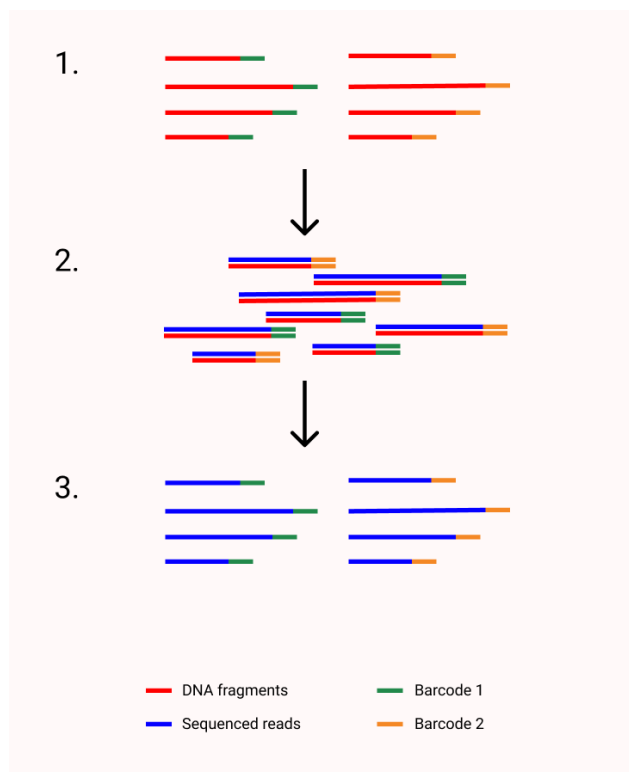 1.
2.
3.
DNA fragments
Barcode 1
Sequenced reads
Barcode 2